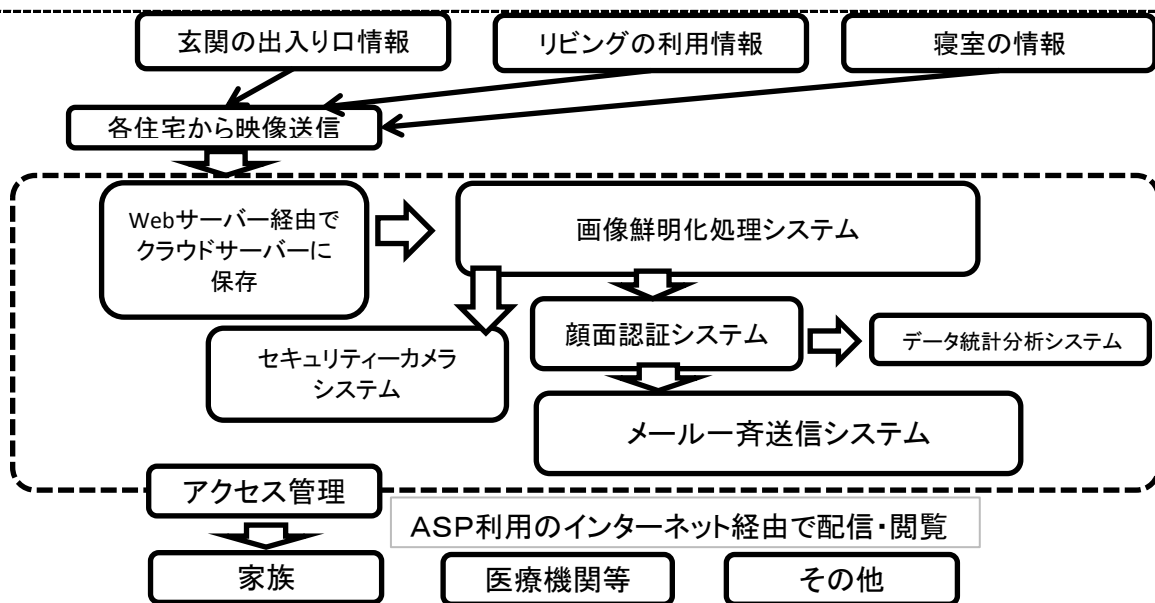 玄関の出入り口情報
リビングの利用情報
寝室の情報
各住宅から映像送信
Webサーバー経由で
クラウドサーバーに
保存
画像鮮明化処理システム
顔面認証システム
データ統計分析システム
セキュリティーカメラ
システム
メール一斉送信システム
アクセス管理
ASP利用のインターネット経由で配信・閲覧
家族
医療機関等
その他